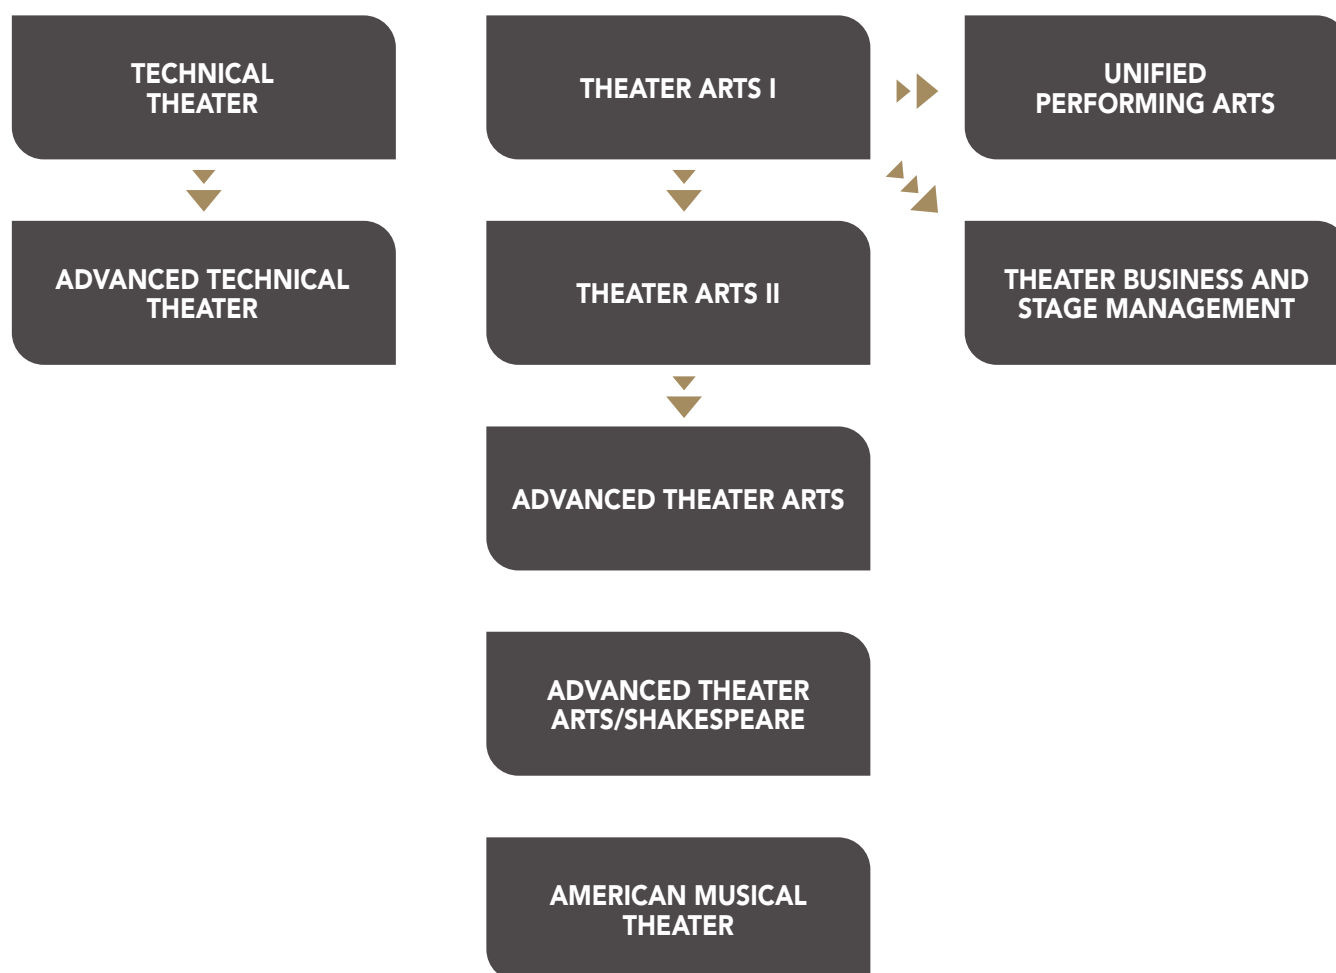 TECHNICAL
THEATER
THEATER ARTS I
UNIFIED
PERFORMING ARTS
ADVANCED TECHNICAL
THEATER
THEATER ARTS II
THEATER BUSINESS AND
STAGE MANAGEMENT
ADVANCED THEATER ARTS
ADVANCED THEATER
ARTS/SHAKESPEARE
AMERICAN MUSICAL
THEATER